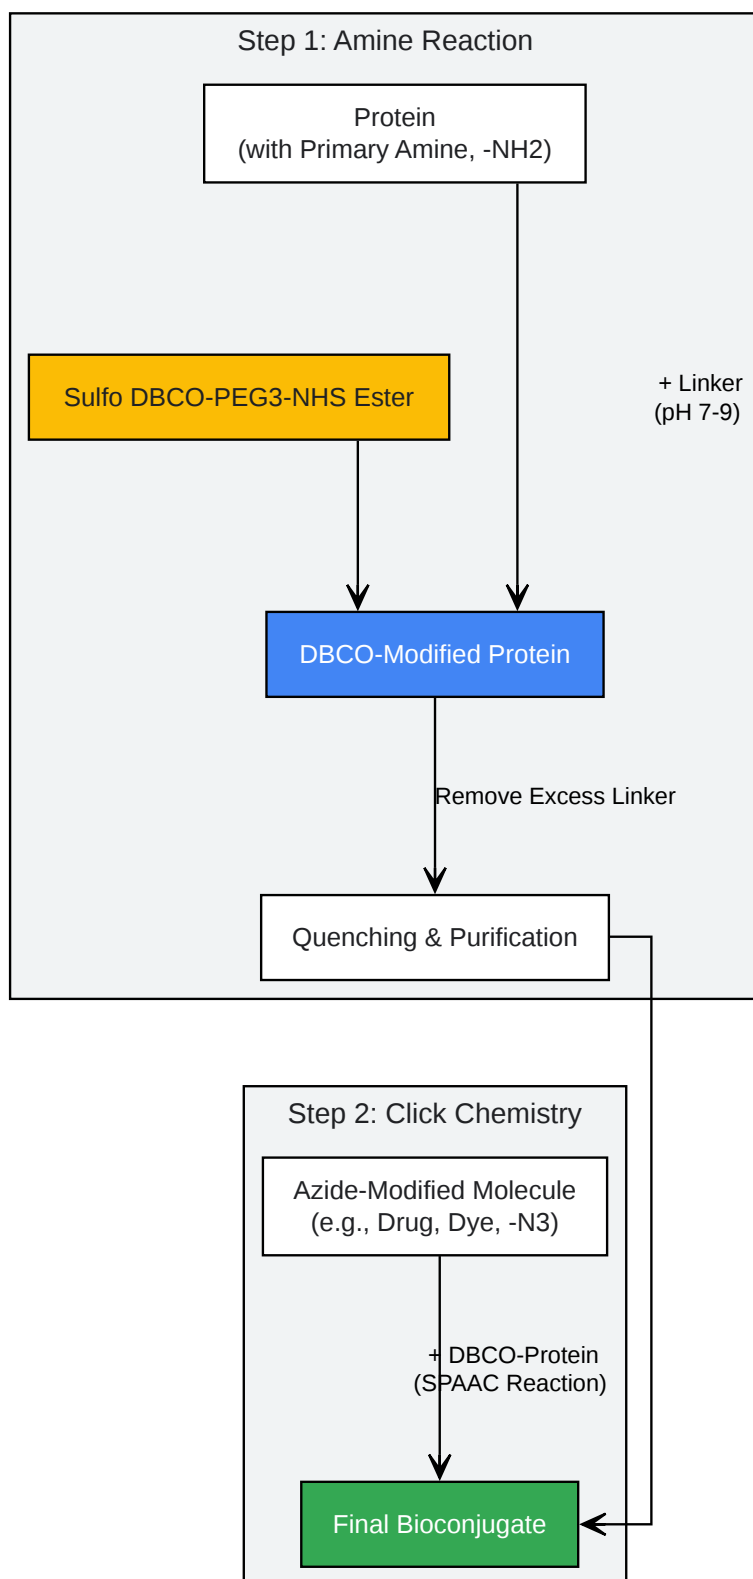 Step 1: Amine Reaction
Protein
(with Primary Amine, -NH2)
Sulfo DBCO-PEG3-NHS Ester
+ Linker
(pH 7-9)
DBCO-Modified Protein
Remove Excess Linker
Quenching & Purification
Step 2: Click Chemistry
Azide-Modified Molecule
(e.g., Drug, Dye, -N3)
+ DBCO-Protein
(SPAAC Reaction)
Final Bioconjugate